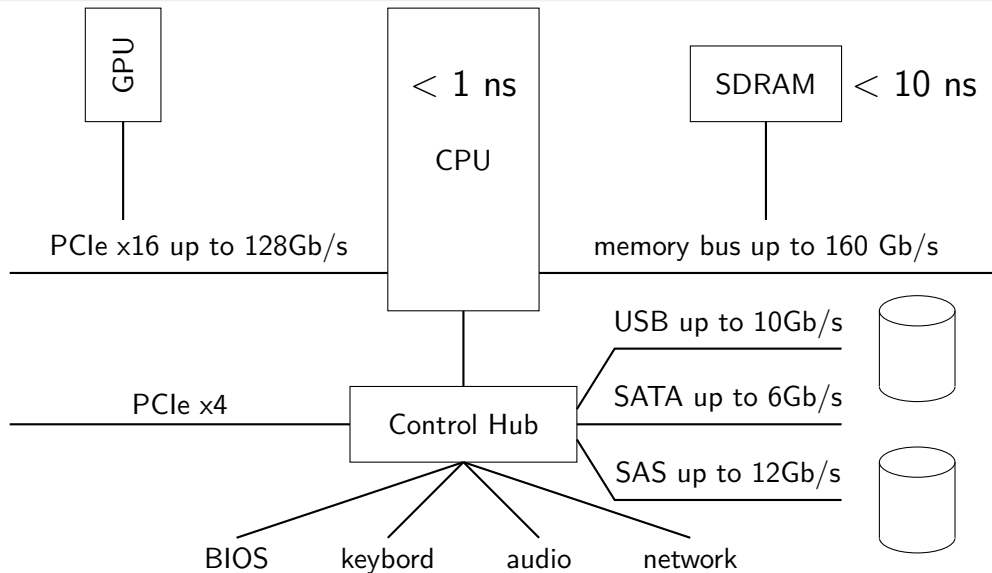 GPU
< 1 ns
CPU
SDRAM
< 10 ns
PCIe x16 up to 128Gb/s
memory bus up to 160 Gb/s
USB up to 10Gb/s
PCIe x4
Control Hub
SATA up to 6Gb/s
SAS up to 12Gb/s
BIOS
keybord
audio
network